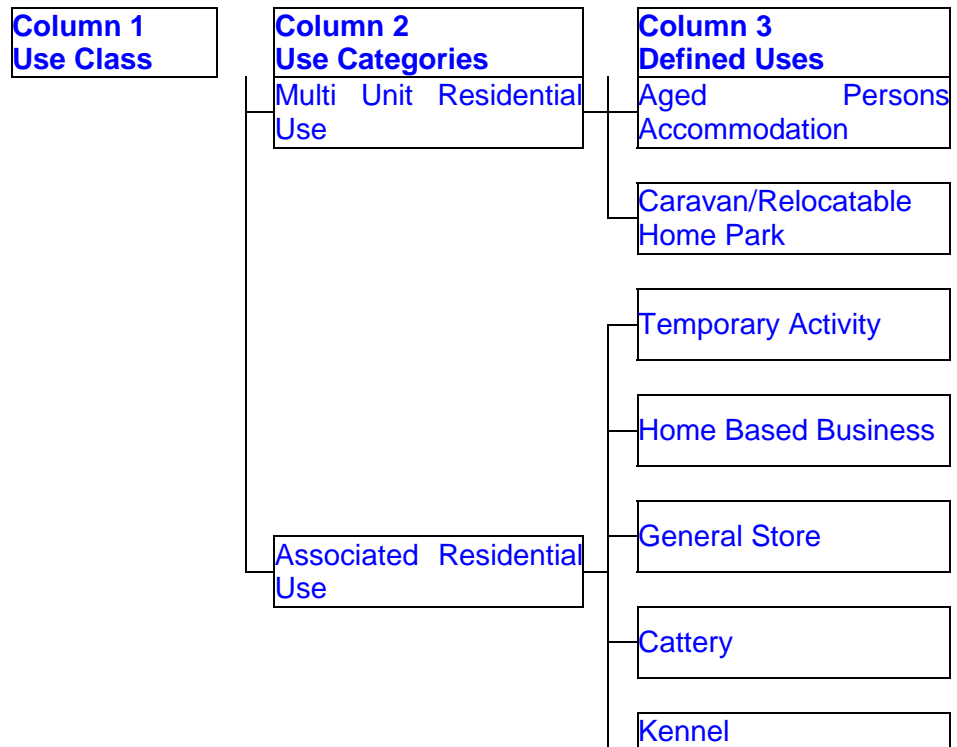 Column 1
Use Class
Column 2
Use Categories
Column 3
Defined Uses
Multi Unit Residential
Use
Aged Persons
Accommodation
Caravan/Relocatable
Home Park
Temporary Activity
Home Based Business
General Store
Associated Residential
Use
Cattery
Kennel